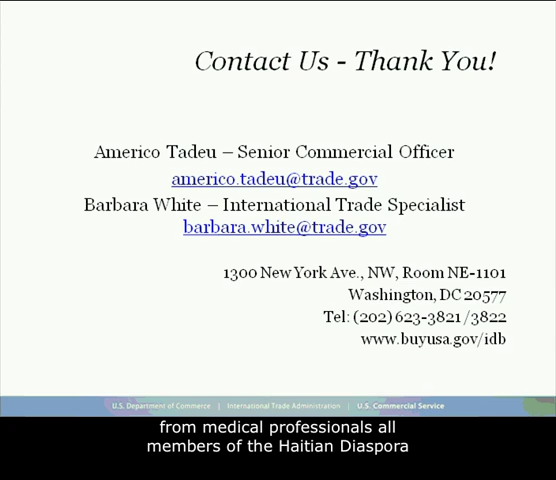 Contact Us - Thank You!
Americo Tadeu – Senior Commercial Officer
americo.tadeu@trade.gov
Barbara White – International Trade Specialist
barbara.white@trade.gov
1300 New York Ave., NW, Room NE-1101
Washington, DC 20577
Tel: (202) 623-3821 /3822
www.buyusa.gov/idb
U.S. Department of Commerce | International Trade Administration | U.S. Commercial Service
from medical professionals all
members of the Haitian Diaspora